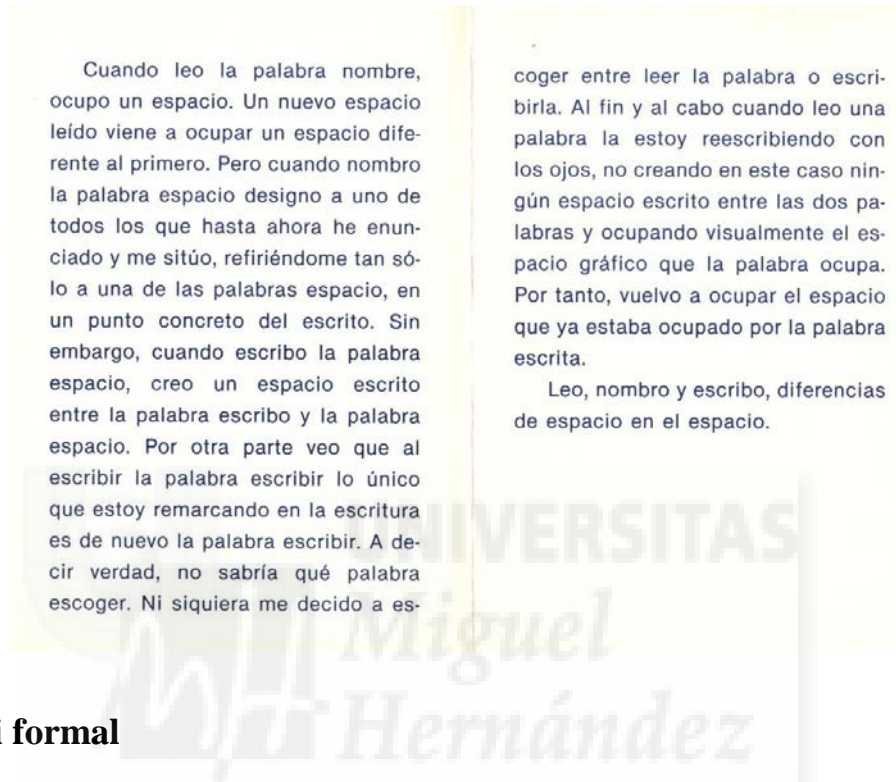 Cuando leo la palabra nombre,
ocupo un espacio. Un nuevo espacio
leído viene a ocupar un espacio dife-
rente al primero. Pero cuando nombro
la palabra espacio designo a uno de
todos los que hasta ahora he enun-
ciado y me sitúo, refiriéndome tan só-
lo a una de las palabras espacio, en
un punto concreto del escrito. Sin
embargo, cuando escribo la palabra
espacio, creo un espacio escrito
entre la palabra escribo y la palabra
espacio. Por otra parte veo que al
escribir la palabra escribir lo único
que estoy remarcando en la escritura
es de nuevo la palabra escribir. A de-
cir verdad, no sabría qué palabra
escoger. Ni siquiera me decido a es-
coger entre leer la palabra o escri-
birla. Al fin y al cabo cuando leo una
palabra la estoy reescribiendo con
los ojos, no creando en este caso nin-
gún espacio escrito entre las dos pa-
labras y ocupando visualmente el es-
pacio gráfico que la palabra ocupa.
Por tanto, vuelvo a ocupar el espacio
que ya estaba ocupado por la palabra
escrita.
Leo, nombro y escribo, diferencias
de espacio en el espacio.
UNIVERSITAS
Miguel
Hernández
i formal